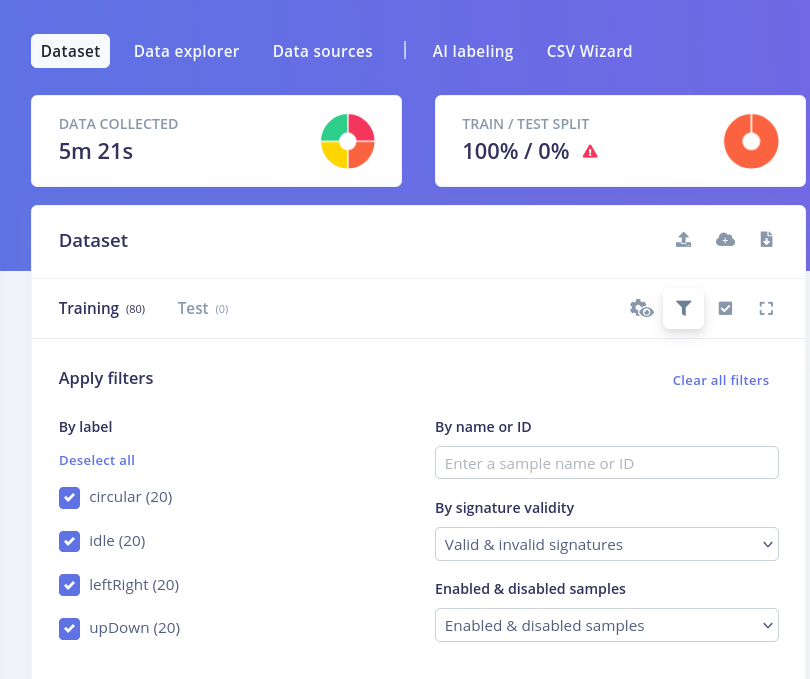 Dataset Data explorer Data sources | AI labeling CSV Wizard
DATA COLLECTED
5m 21s
TRAIN / TEST SPLIT
100% / 0%
Dataset
Training (80) Test (0)
Apply filters
Clear all filters
By label
Deselect all
circular (20)
idle (20)
leftRight (20)
upDown (20)
By name or ID
Enter a sample name or ID
By signature validity
Valid & invalid signatures
Enabled & disabled samples
Enabled & disabled samples